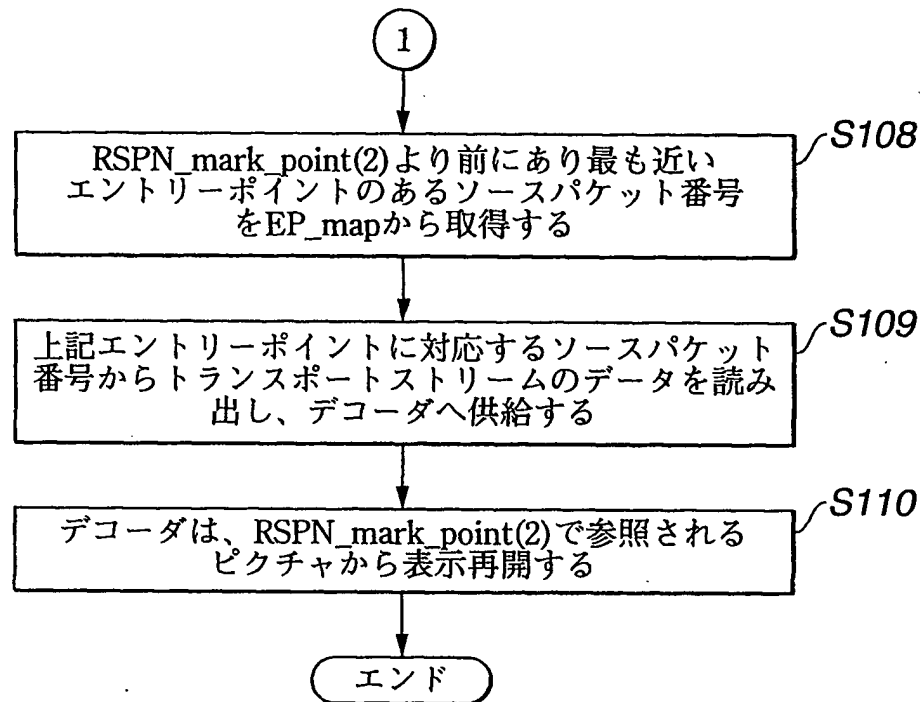 1
RSPN_mark_point(2)より前にあり最も近い
エントリーポイントのあるソースパケット番号
をEP_mapから取得する
S108
上記エントリーポイントに対応するソースパケット
番号からトランスポートストリームのデータを読み
出し、デコーダへ供給する
S109
デコーダは、RSPN_mark_point(2)で参照される
ピクチャから表示再開する
S110
エンド